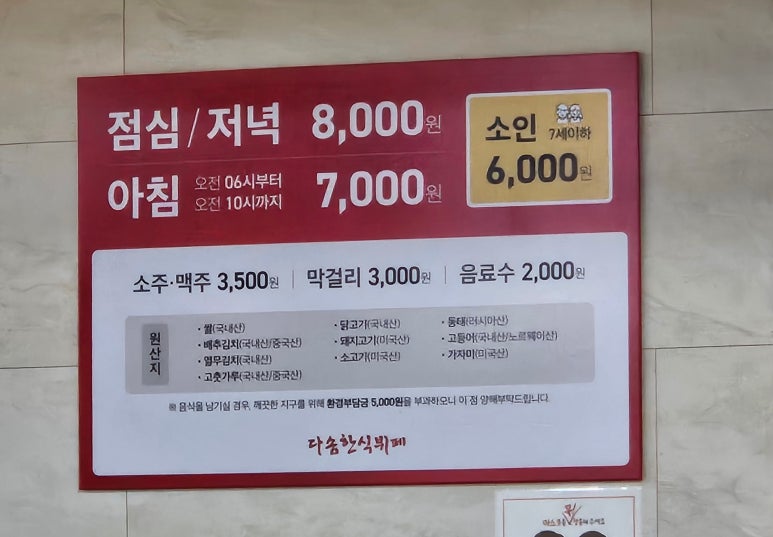 점심/저녁 8,000원
아침 오전 06시부터 오전 10시까지 7,000원
소인 7세이하
6,000원
소주·맥주 3,500원 | 막걸리 3,000원 | 음료수 2,000원
원산지
· 쌀(국내산)
· 배추김치(국내산/중국산)
· 열무김치(국내산)
· 고춧가루(국내산/중국산)
· 닭고기(국내산)
· 돼지고기(미국산)
· 소고기(미국산)
· 동태(러시아산)
· 고등어(국내산/노르웨이산)
· 가자미(미국산)
※ 음식을 남기실 경우, 깨끗한 지구를 위해 환경부담금 5,000원을 부과하오니 이 점 양해부탁드립니다.
다솜한식뷔페